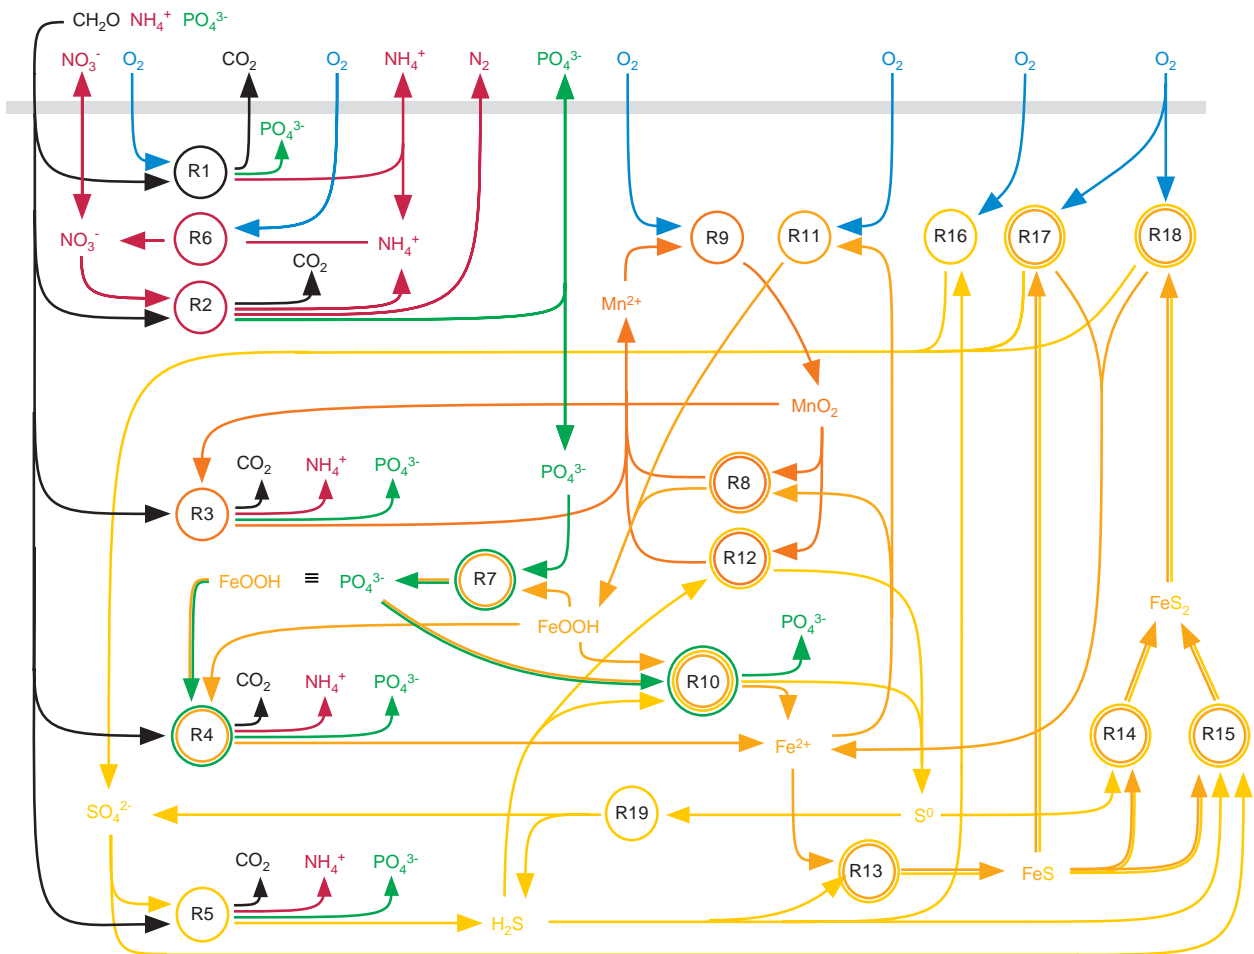 CH₂O NH₄⁺ PO₄³⁻
NO₃⁻ O₂ CO₂ O₂ NH₄⁺ N₂ PO₄³⁻ O₂ O₂ O₂ O₂
PO₄³⁻
R1
R6 R9 R11 R16 R17 R18
NO₃⁻ NH₄⁺
CO₂
R2 Mn²⁺
MnO₂
CO₂ NH₄⁺ PO₄³⁻ PO₄³⁻
R8
R3
R12
FeOOH ≡ PO₄³⁻ R7
FeS₂
FeOOH PO₄³⁻
CO₂ NH₄⁺ PO₄³⁻ R10
R4 Fe²⁺ R14 R15
SO₄²⁻ R19 S⁰
CO₂ NH₄⁺ PO₄³⁻ R13 FeS
R5 H₂S